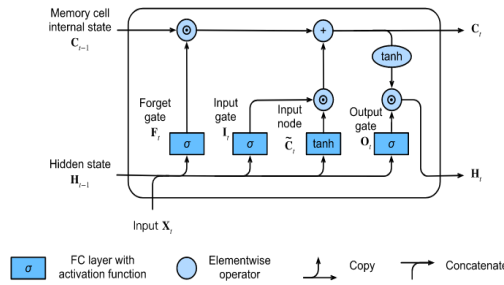 Memory cell
internal state
C_{t−1}
C_t
+
tanh
Forget
gate
F_t
Input
gate
I_t
Input
node
C̃_t
Output
gate
O_t
σ
σ
tanh
σ
Hidden state
H_{t−1}
H_t
Input X_t
σ
FC layer with
activation function
Elementwise
operator
Copy
Concatenate